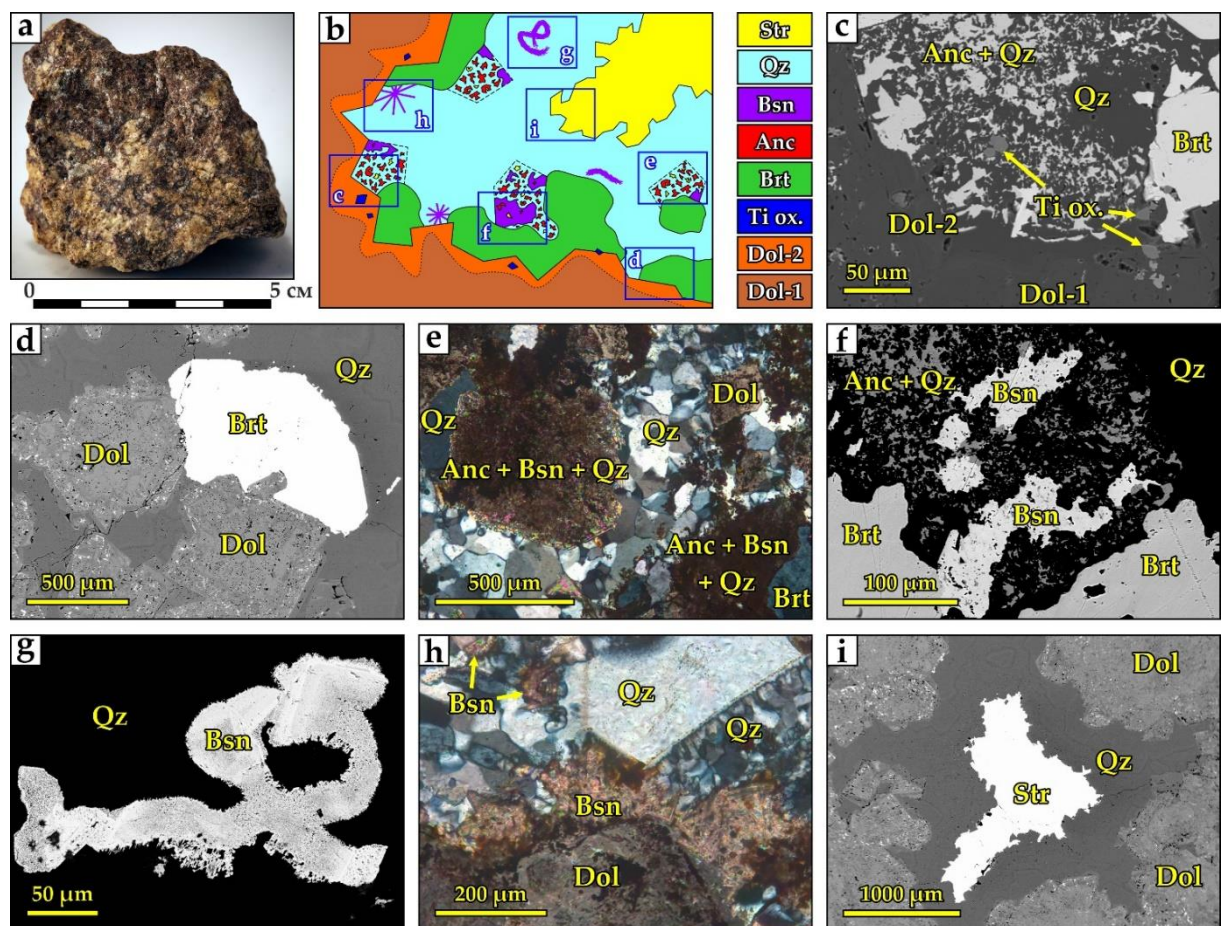 a
0
5 см
b
g
h
i
c
e
f
d
Str
Qz
Bsn
Anc
Brt
Ti ox.
Dol-2
Dol-1
c
Anc + Qz
Qz
Brt
Ti ox.
Dol-2
50 µm
Dol-1
d
Qz
Brt
Dol
Dol
500 µm
e
Qz
Dol
Qz
Anc + Bsn + Qz
Anc + Bsn
+ Qz
500 µm
Brt
f
Anc + Qz
Bsn
Qz
Bsn
Brt
Brt
100 µm
g
Qz
Bsn
50 µm
h
Bsn
Qz
Qz
Bsn
Dol
200 µm
i
Dol
Qz
Str
Dol
1000 µm